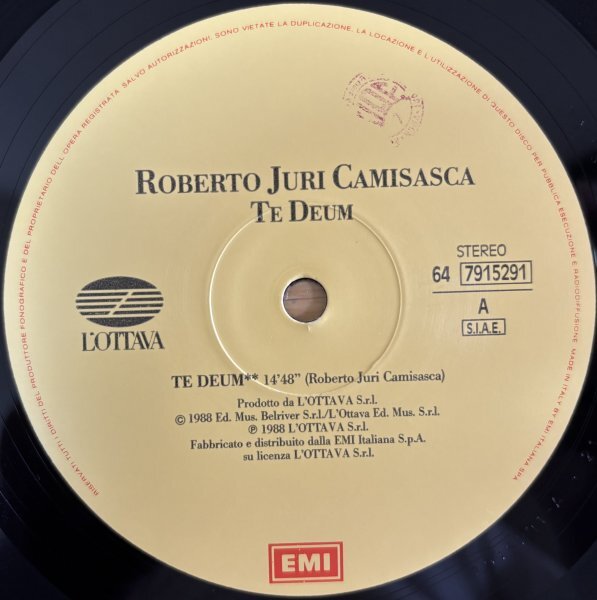 RISERVATI TUTTI I DIRITTI DEL PRODUTTORE FONOGRAFICO E DEL PROPRIETARIO DELL'OPERA REGISTRATA. SALVO AUTORIZZAZIONI, SONO VIETATE LA DUPLICAZIONE, LA LOCAZIONE E L'UTILIZZAZIONE DI QUESTO DISCO PER PUBBLICA ESECUZIONE E RADIODIFFUSIONE. MADE IN ITALY BY EMI ITALIANA SPA
ROBERTO JURI CAMISASCA
TE DEUM
STEREO
64 7915291
A
S.I.A.E.
L'OTTAVA
TE DEUM** 14'48" (Roberto Juri Camisasca)
Prodotto da L'OTTAVA S.r.l.
© 1988 Ed. Mus. Belriver S.r.l./L'Ottava Ed. Mus. S.r.l.
℗ 1988 L'OTTAVA S.r.l.
Fabbricato e distribuito dalla EMI Italiana S.p.A.
su licenza L'OTTAVA S.r.l.
EMI